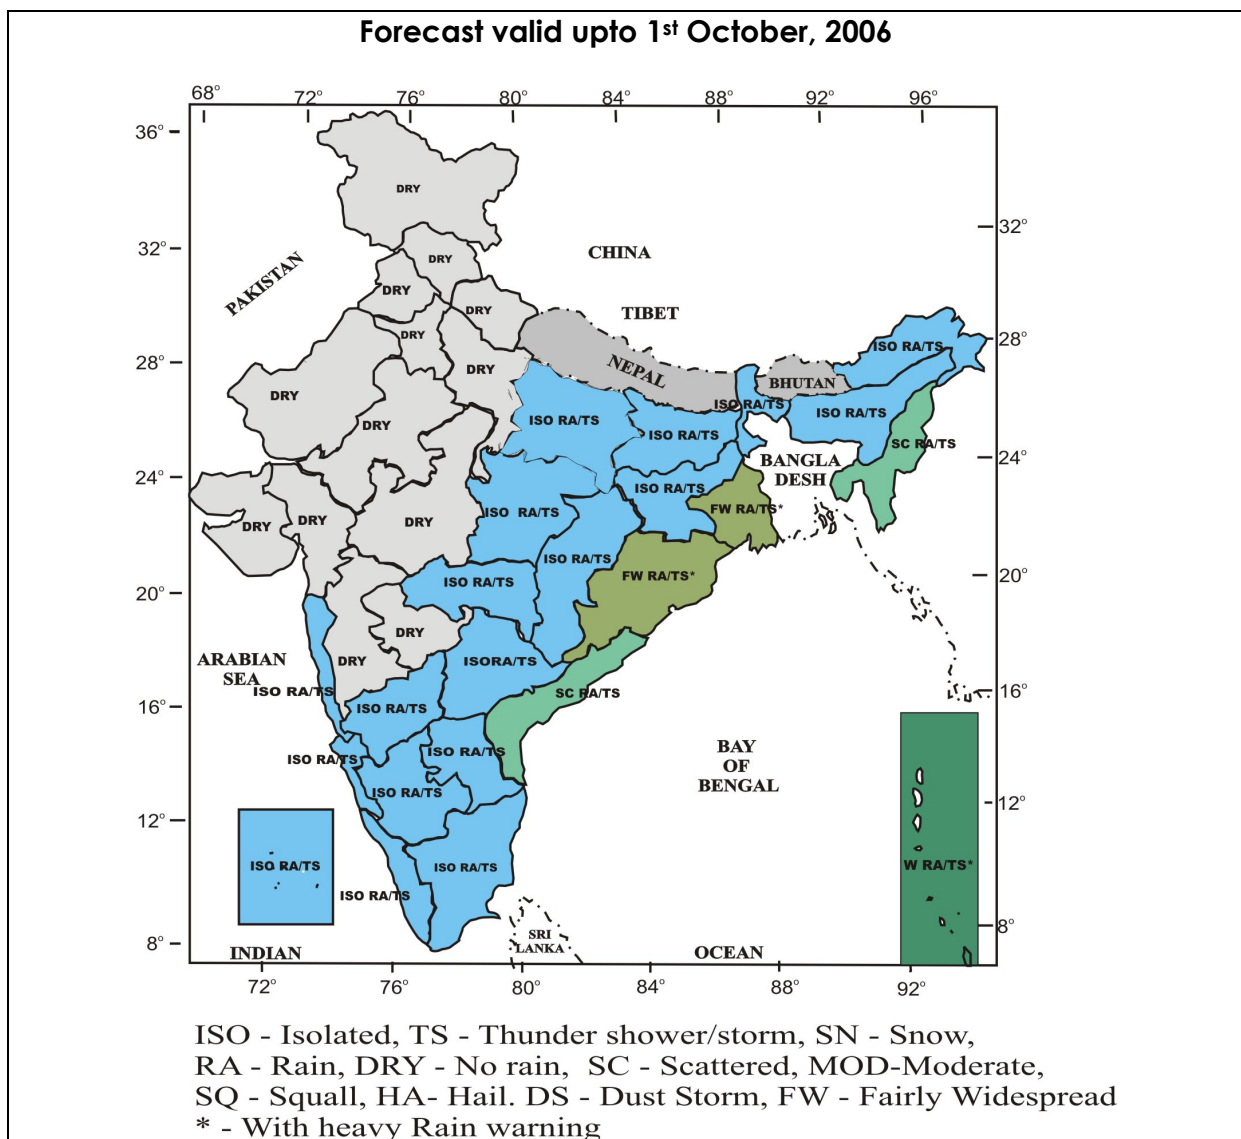 Forecast valid upto 1st October, 2006
68° 72° 76° 80° 84° 88° 92° 96°
36°
DRY
32°
32°
CHINA
DRY
PAKISTAN
DRY
DRY
TIBET
DRY
28°
28°
ISO RA/TS
NEPAL
DRY
BHUTAN
DRY
ISO RA/TS
ISO RA/TS
ISO RA/TS
DRY
ISO RA/TS
SC RA/TS
24°
24°
BANGLA
DESH
ISO RA/TS
FW RA/TS*
ISO RA/TS
DRY
DRY
DRY
ISO RA/TS
20°
20°
FW RA/TS*
ISO RA/TS
DRY
ARABIAN
SEA
DRY
ISORA/TS
ISO RA/TS
SC RA/TS
16°
16°
ISO RA/TS
ISO RA/TS
ISO RA/TS
BAY
OF
BENGAL
ISO RA/TS
12°
12°
ISO RA/TS
ISO RA/TS
ISO RA/TS
W RA/TS*
8°
8°
INDIAN
SRI
LANKA
OCEAN
72° 76° 80° 84° 88° 92°
ISO - Isolated, TS - Thunder shower/storm, SN - Snow,
RA - Rain, DRY - No rain, SC - Scattered, MOD-Moderate,
SQ - Squall, HA- Hail. DS - Dust Storm, FW - Fairly Widespread
* - With heavy Rain warning